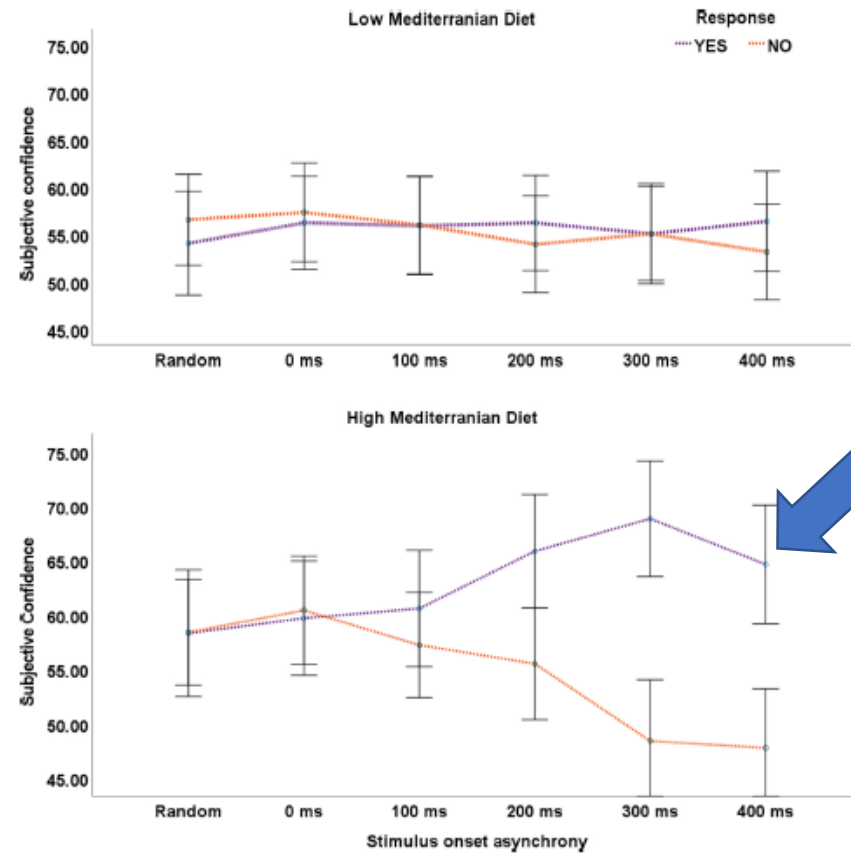 Low Mediterranian Diet
Response
YES NO
75.00
70.00
65.00
60.00
55.00
50.00
45.00
Subjective confidence
Random 0 ms 100 ms 200 ms 300 ms 400 ms
High Mediterranian Diet
75.00
70.00
65.00
60.00
55.00
50.00
45.00
Subjective Confidence
Random 0 ms 100 ms 200 ms 300 ms 400 ms
Stimulus onset asynchrony